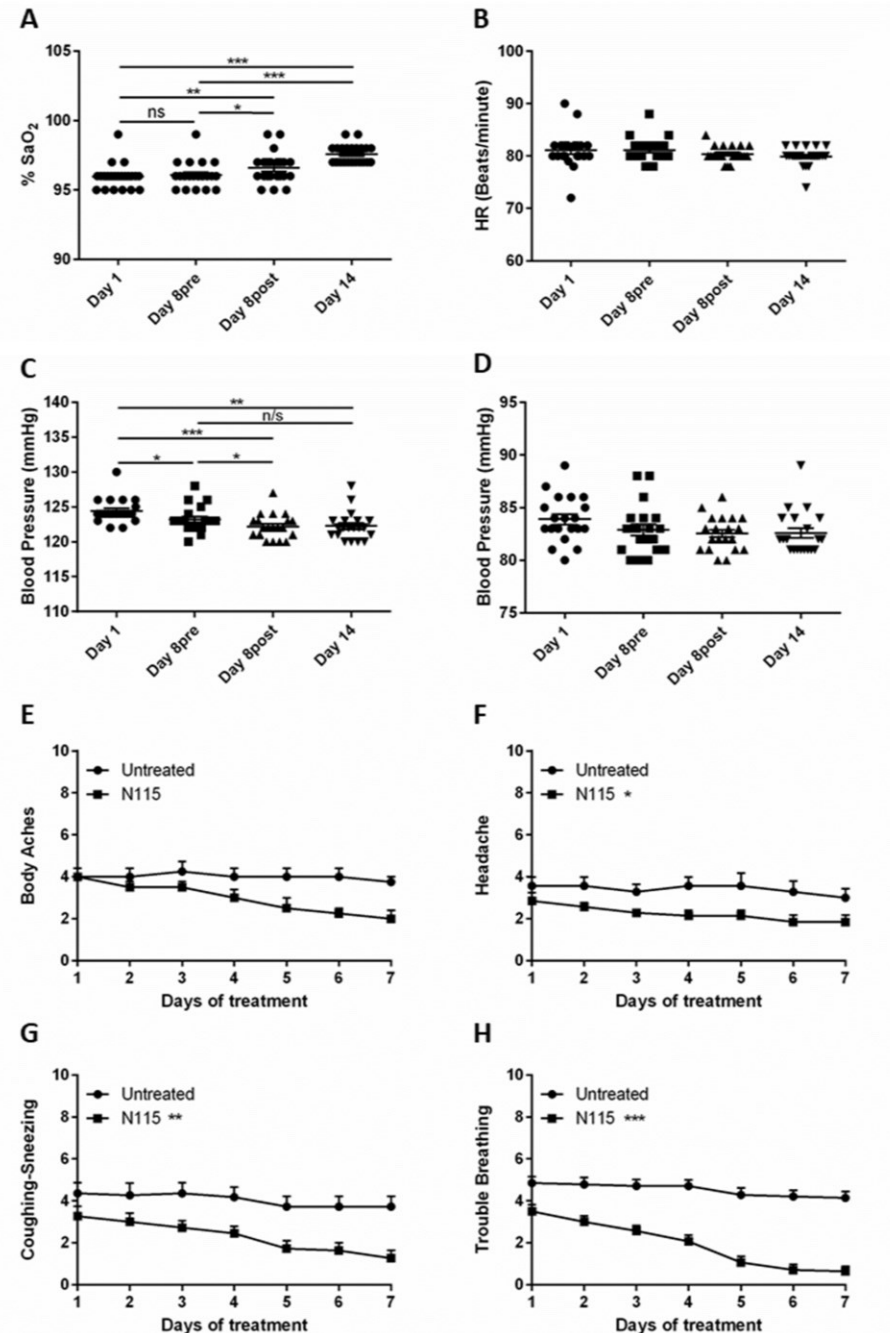 A
% SaO2
105
100
95
90
***
***
**
*
ns
Day 1
Day 8pre
Day 8post
Day 14
B
HR (Beats/minute)
100
90
80
70
60
Day 1
Day 8pre
Day 8post
Day 14
C
Blood Pressure (mmHg)
140
135
130
125
120
115
110
**
n/s
***
*
*
Day 1
Day 8pre
Day 8post
Day 14
D
Blood Pressure (mmHg)
95
90
85
80
75
Day 1
Day 8pre
Day 8post
Day 14
E
Body Aches
10
8
6
4
2
0
Untreated
N115
1 2 3 4 5 6 7
Days of treatment
F
Headache
10
8
6
4
2
0
Untreated
N115 *
1 2 3 4 5 6 7
Days of treatment
G
Coughing-Sneezing
10
8
6
4
2
0
Untreated
N115 **
1 2 3 4 5 6 7
Days of treatment
H
Trouble Breathing
10
8
6
4
2
0
Untreated
N115 ***
1 2 3 4 5 6 7
Days of treatment